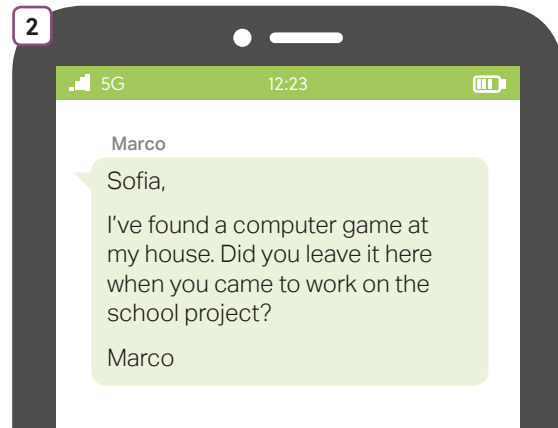 2
5G 12:23
Marco
Sofia,
I've found a computer game at
my house. Did you leave it here
when you came to work on the
school project?
Marco